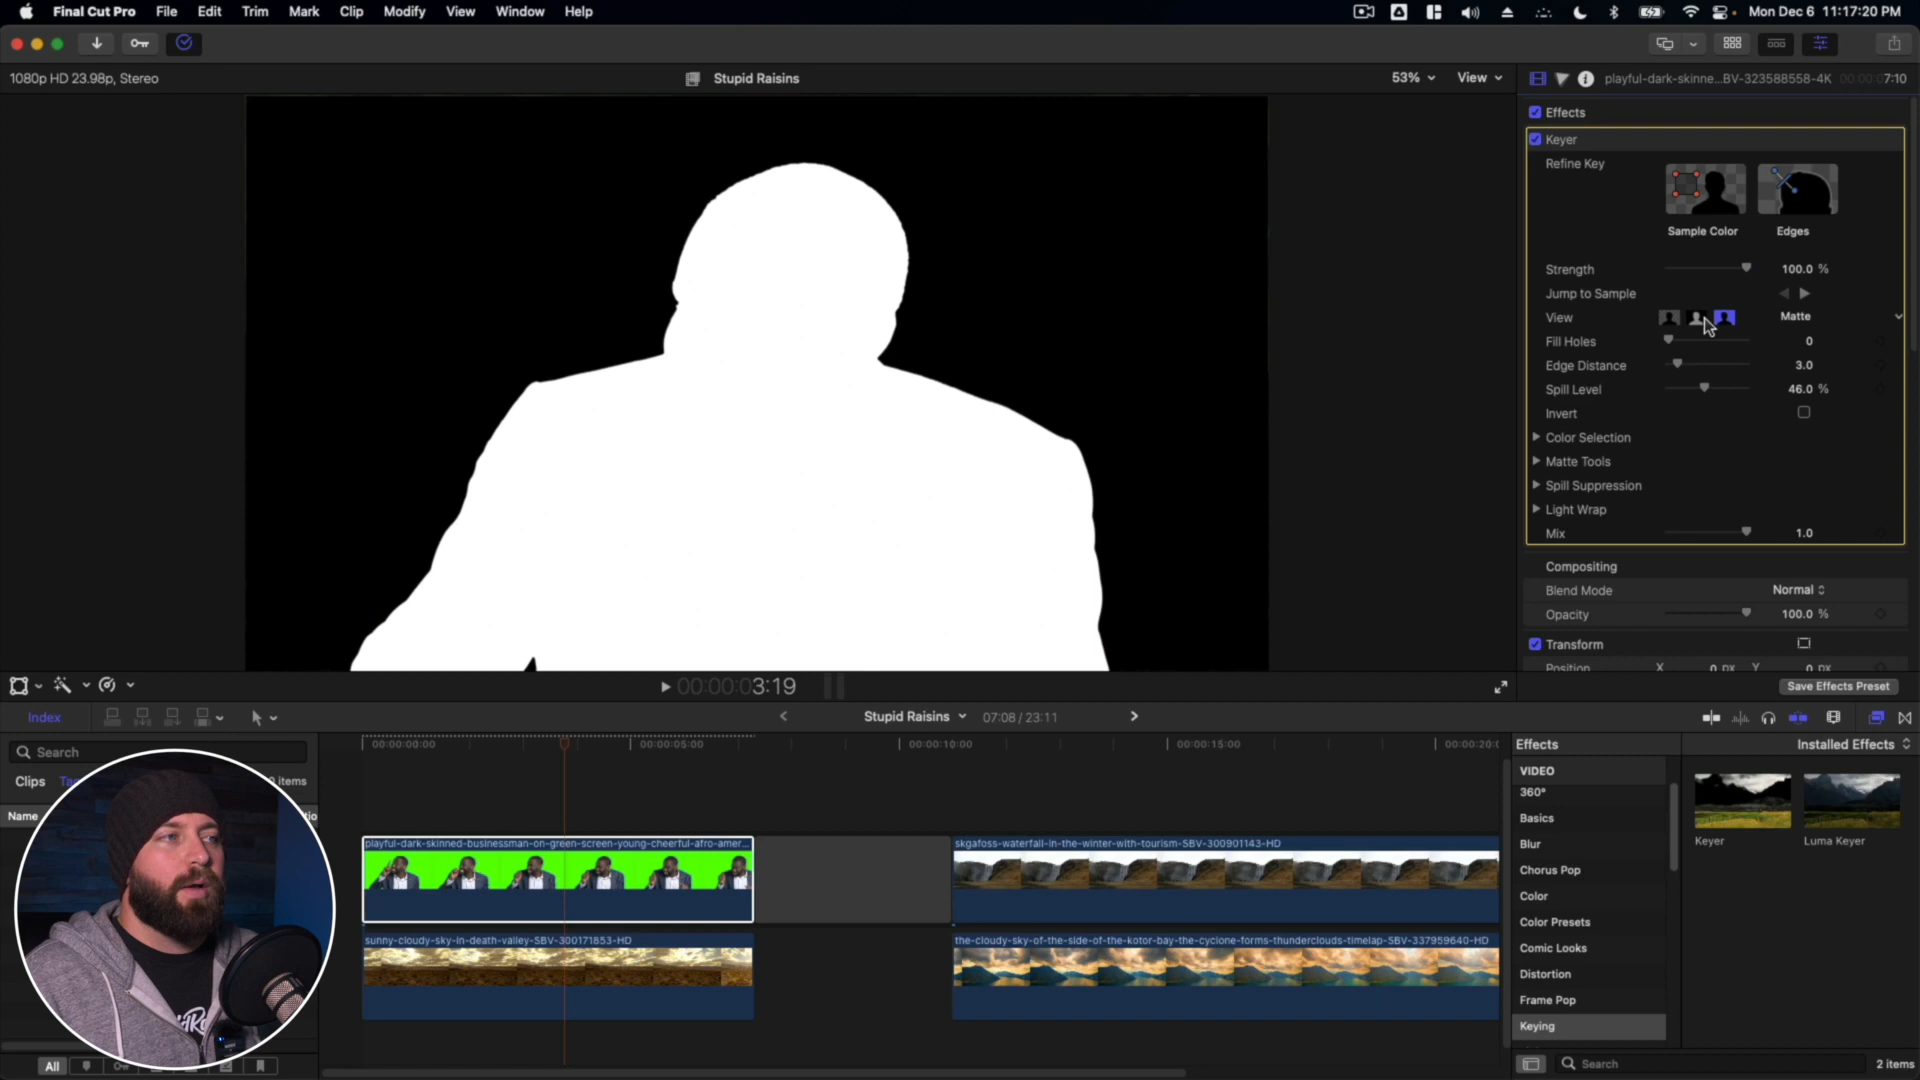 Final Cut Pro File Edit Trim Mark Clip Modify View Window Help Mon Dec 6 11:17:20 PM
1080p HD 23.98p, Stereo Stupid Raisins 53% View playful-dark-skinne...BV-323588558-4K 00:00:07:10
Effects
Keyer
Refine Key
Sample Color Edges
Strength 100.0 %
Jump to Sample
View Matte
Fill Holes 0
Edge Distance 3.0
Spill Level 46.0 %
Invert
Color Selection
Matte Tools
Spill Suppression
Light Wrap
Mix 1.0
Compositing
Blend Mode Normal
Opacity 100.0 %
Transform
Position X 0 px Y 0 px
00:00:03:19 Save Effects Preset
Index Stupid Raisins 07:08 / 23:11
00:00:00:00 00:00:05:00 00:00:10:00 00:00:15:00
Search
Clips items
Name
playful-dark-skinned-businessman-on-green-screen-young-cheerful-afro-amer...
skgafoss-waterfall-in-the-winter-with-tourism-SBV-300901143-HD
sunny-cloudy-sky-in-death-valley-SBV-300171853-HD
the-cloudy-sky-of-the-side-of-the-kotor-bay-the-cyclone-forms-thunderclouds-timelap-SBV-337959640-HD
All
Effects Installed Effects
VIDEO
360°
Basics
Blur
Chorus Pop
Color
Color Presets
Comic Looks
Distortion
Frame Pop
Keying
Keyer Luma Keyer
Search 2 items